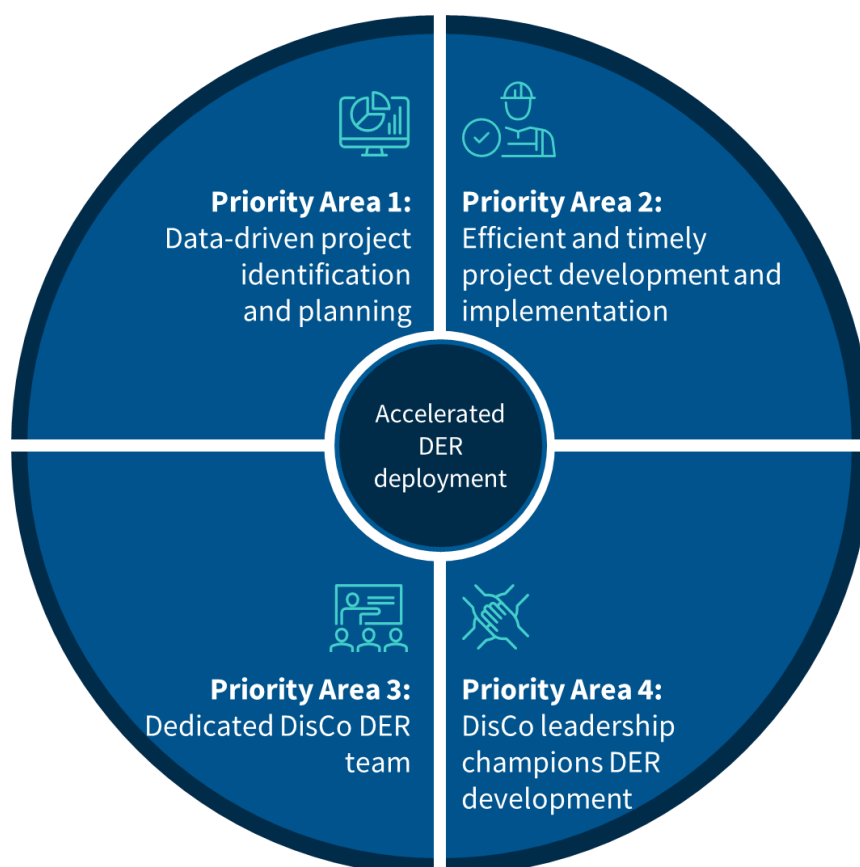 Priority Area 1:
Data-driven project
identification
and planning
Priority Area 2:
Efficient and timely
project development and
implementation
Accelerated
DER
deployment
Priority Area 3:
Dedicated DisCo DER
team
Priority Area 4:
DisCo leadership
champions DER
development